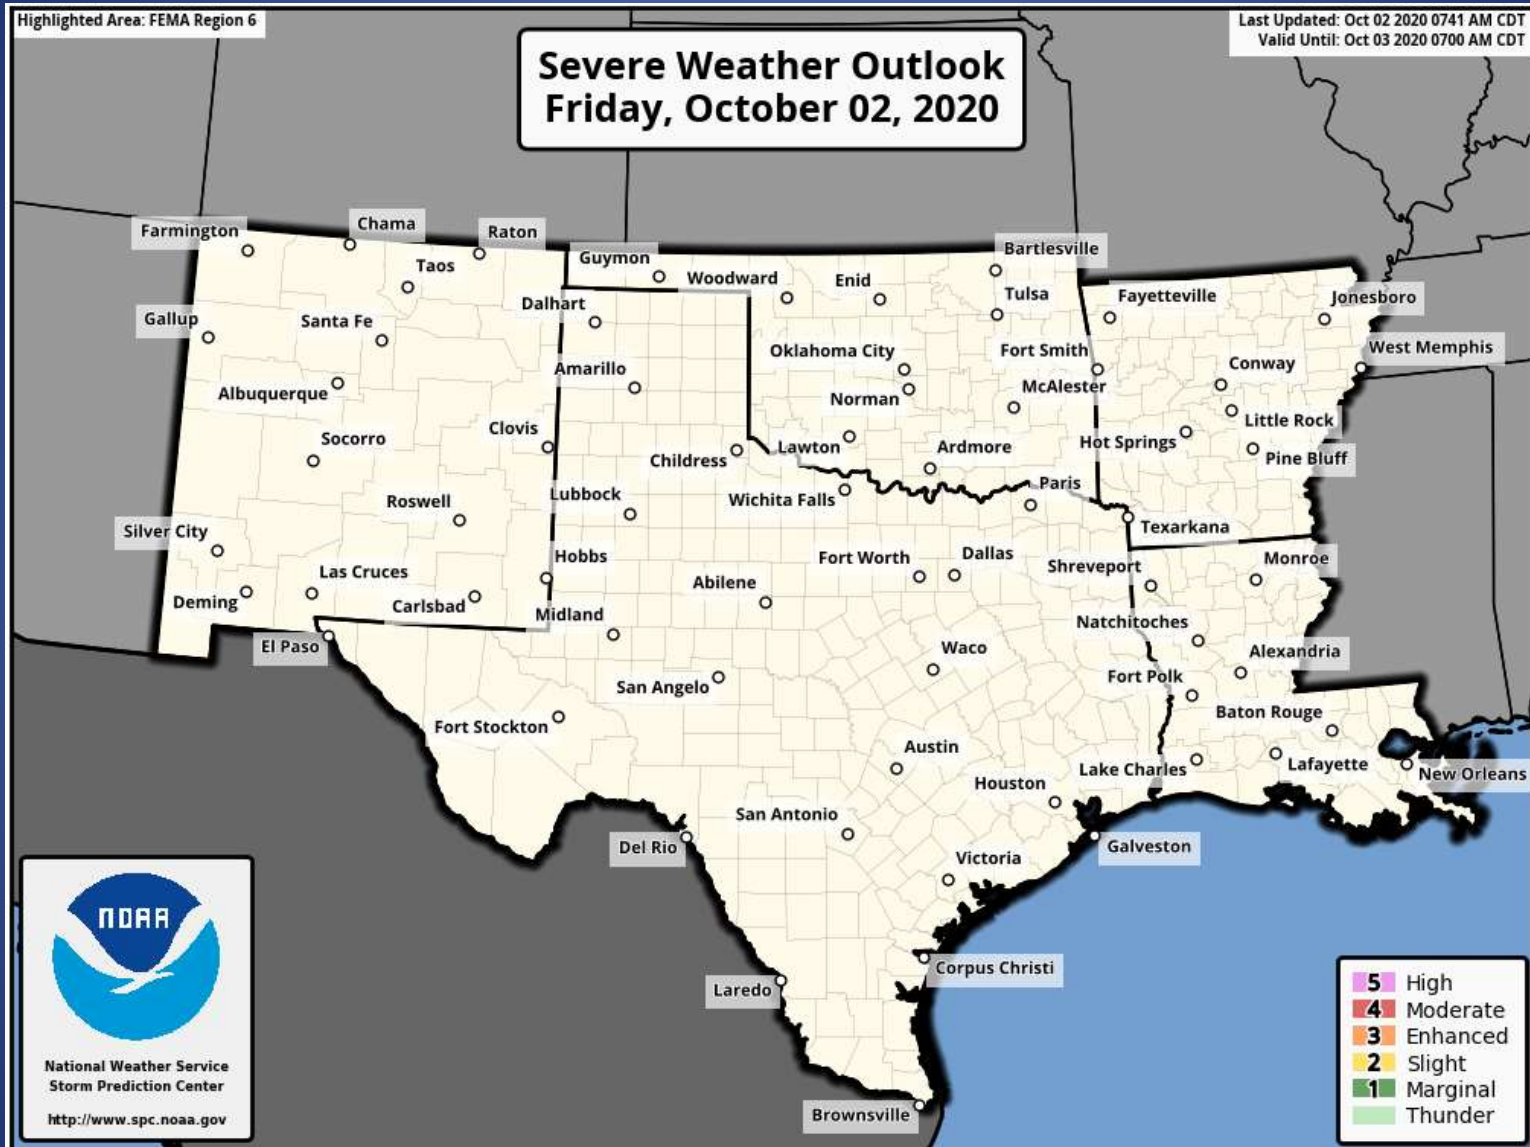 Highlighted Area: FEMA Region 6
Last Updated: Oct 02 2020 0741 AM CDT
Valid Until: Oct 03 2020 0700 AM CDT
Severe Weather Outlook
Friday, October 02, 2020
Farmington
Chama
Raton
Taos
Guymon
Woodward
Enid
Bartlesville
Tulsa
Fayetteville
Jonesboro
Gallup
Santa Fe
Dalhart
Oklahoma City
Fort Smith
Conway
West Memphis
Albuquerque
Amarillo
Norman
McAlester
Little Rock
Socorro
Clovis
Childress
Lawton
Ardmore
Hot Springs
Pine Bluff
Roswell
Lubbock
Wichita Falls
Paris
Texarkana
Silver City
Las Cruces
Hobbs
Fort Worth
Dallas
Shreveport
Monroe
Deming
Carlsbad
Midland
Abilene
Natchitoches
El Paso
San Angelo
Waco
Fort Polk
Alexandria
Fort Stockton
Austin
Baton Rouge
Houston
Lake Charles
Lafayette
New Orleans
San Antonio
Del Rio
Victoria
Galveston
Laredo
Corpus Christi
Brownsville
NOAA
National Weather Service
Storm Prediction Center
http://www.spc.noaa.gov
5 High
4 Moderate
3 Enhanced
2 Slight
1 Marginal
Thunder